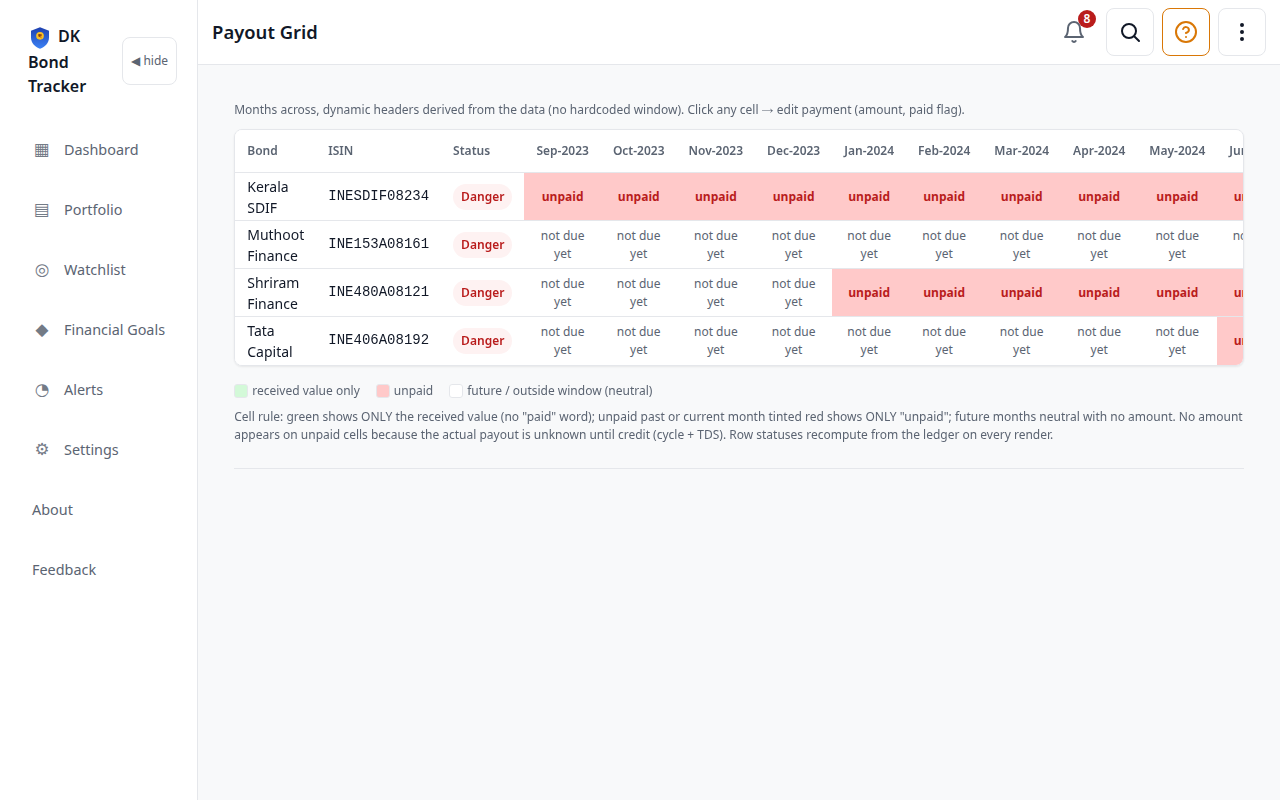 DK
Bond
Tracker
◀ hide
Payout Grid
8
Dashboard
Portfolio
Watchlist
Financial Goals
Alerts
Settings
About
Feedback
Months across, dynamic headers derived from the data (no hardcoded window). Click any cell → edit payment (amount, paid flag).
Bond ISIN Status Sep-2023 Oct-2023 Nov-2023 Dec-2023 Jan-2024 Feb-2024 Mar-2024 Apr-2024 May-2024
Kerala SDIF INESDIF08234 Danger unpaid unpaid unpaid unpaid unpaid unpaid unpaid unpaid unpaid
Muthoot Finance INE153A08161 Danger not due yet not due yet not due yet not due yet not due yet not due yet not due yet not due yet not due yet
Shriram Finance INE480A08121 Danger not due yet not due yet not due yet not due yet unpaid unpaid unpaid unpaid unpaid
Tata Capital INE406A08192 Danger not due yet not due yet not due yet not due yet not due yet not due yet not due yet not due yet not due yet
received value only unpaid future / outside window (neutral)
Cell rule: green shows ONLY the received value (no "paid" word); unpaid past or current month tinted red shows ONLY "unpaid"; future months neutral with no amount. No amount
appears on unpaid cells because the actual payout is unknown until credit (cycle + TDS). Row statuses recompute from the ledger on every render.